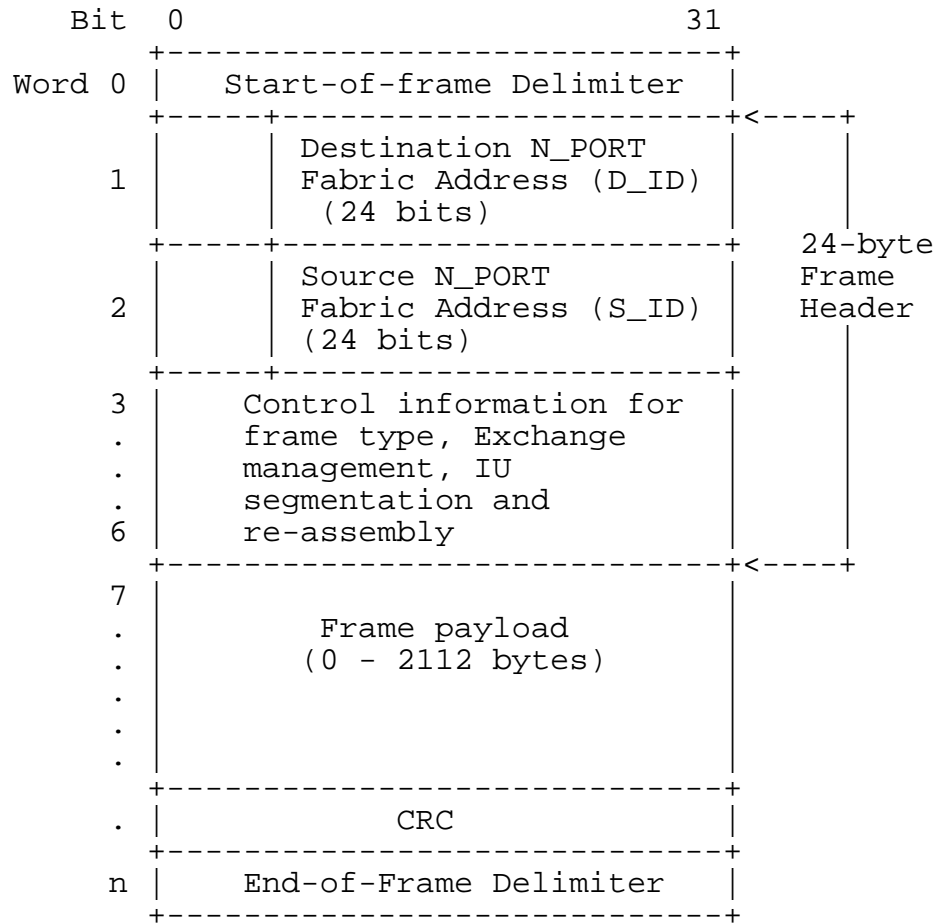 Bit 0 31
+------------------------------+
Word 0 | Start-of-frame Delimiter |
+-----+------------------------+<----+
| | Destination N_PORT | |
1 | | Fabric Address (D_ID) | |
| | (24 bits) | |
+-----+------------------------+ 24-byte
| | Source N_PORT | Frame
2 | | Fabric Address (S_ID) | Header
| | (24 bits) | |
+-----+------------------------+ |
3 | Control information for | |
. | frame type, Exchange | |
. | management, IU | |
. | segmentation and | |
6 | re-assembly | |
+------------------------------+<----+
7 | |
. | Frame payload |
. | (0 - 2112 bytes) |
. | |
. | |
. | |
+------------------------------+
. | CRC |
+------------------------------+
n | End-of-Frame Delimiter |
+------------------------------+